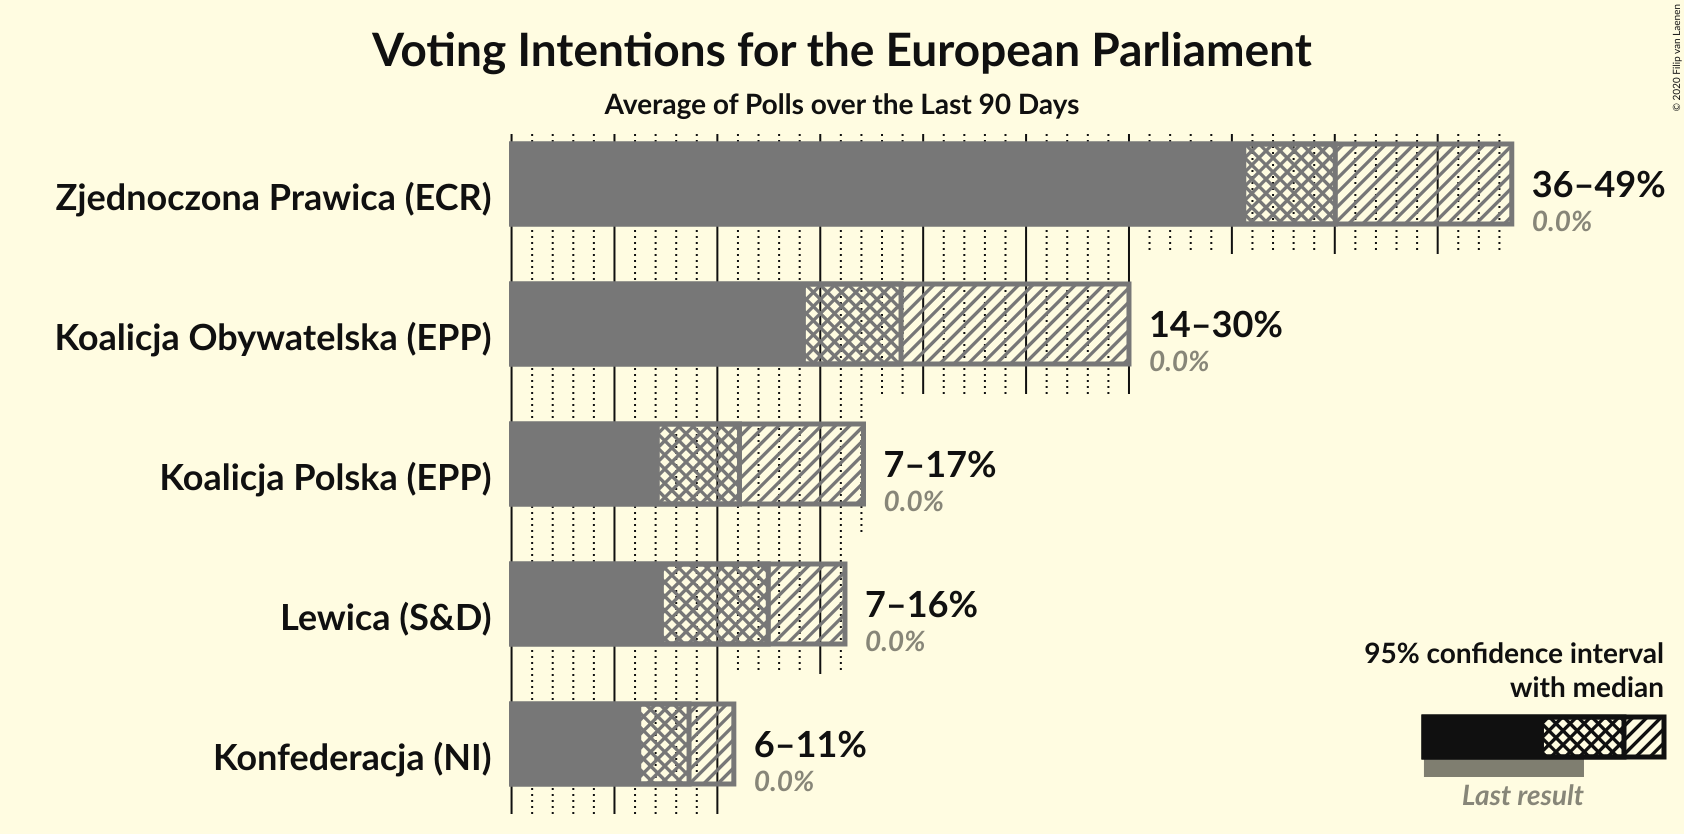 Voting Intentions for the European Parliament
Average of Polls over the Last 90 Days
© 2020 Filip van Laenen
Zjednoczona Prawica (ECR)
36–49%
0.0%
Koalicja Obywatelska (EPP)
14–30%
0.0%
Koalicja Polska (EPP)
7–17%
0.0%
Lewica (S&D)
7–16%
0.0%
Konfederacja (NI)
6–11%
0.0%
95% confidence interval
with median
Last result